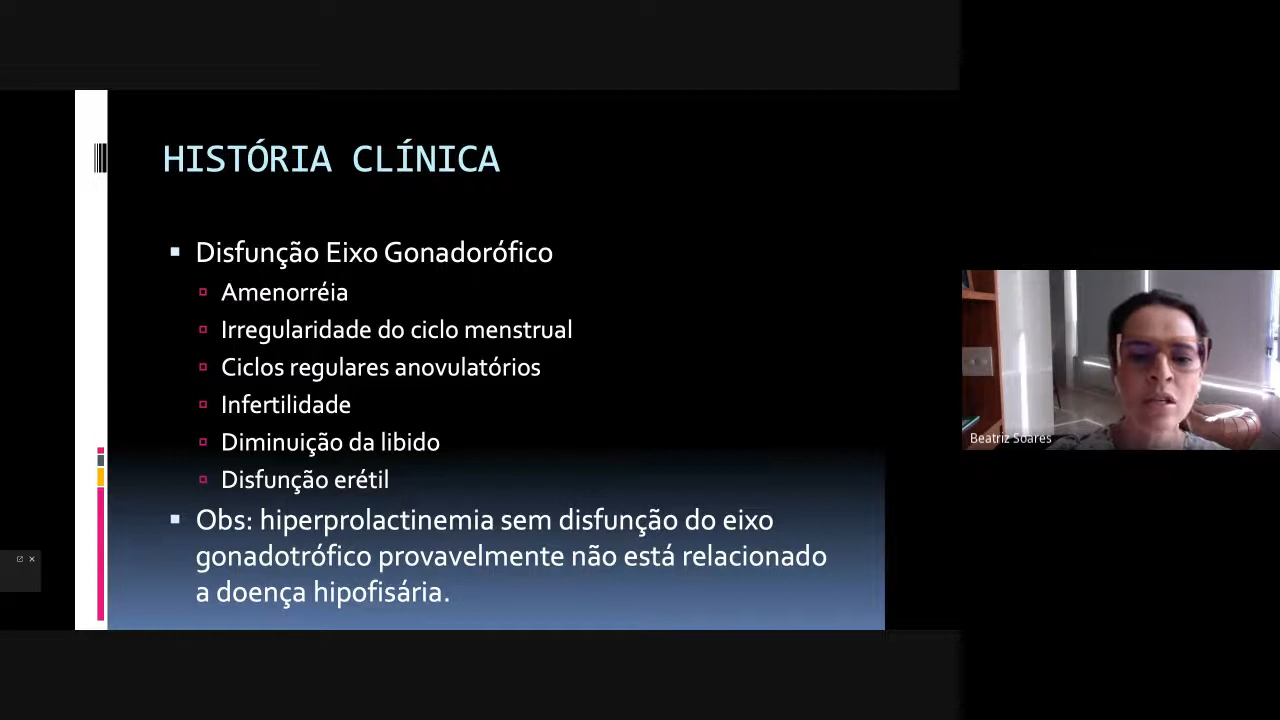 HISTÓRIA CLÍNICA
Disfunção Eixo Gonadorófico
Amenorréia
Irregularidade do ciclo menstrual
Ciclos regulares anovulatórios
Infertilidade
Diminuição da libido
Disfunção erétil
Obs: hiperprolactinemia sem disfunção do eixo
gonadotrófico provavelmente não está relacionado
a doença hipofisária.
Beatriz Soares